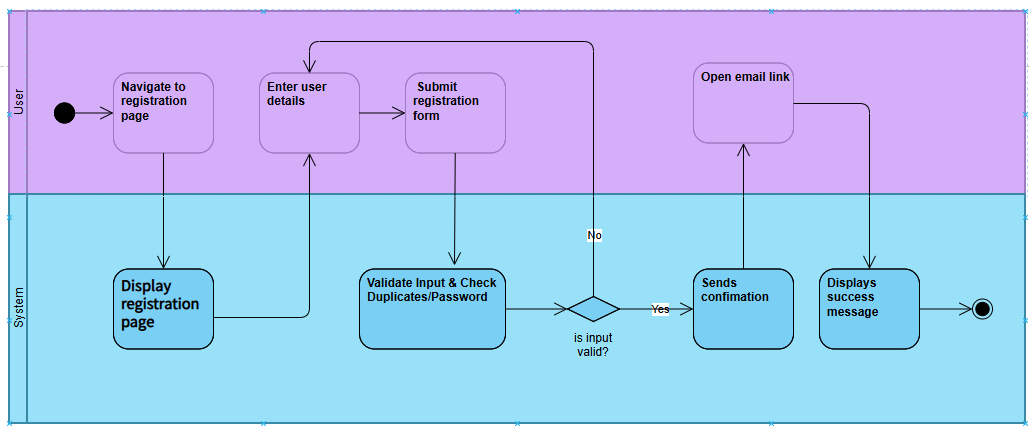 User
Navigate to
registration
page
Enter user
details
Submit
registration
form
Open email link
System
Display
registration
page
Validate Input & Check
Duplicates/Password
No
is input
valid?
Yes
Sends
confimation
Displays
success
message